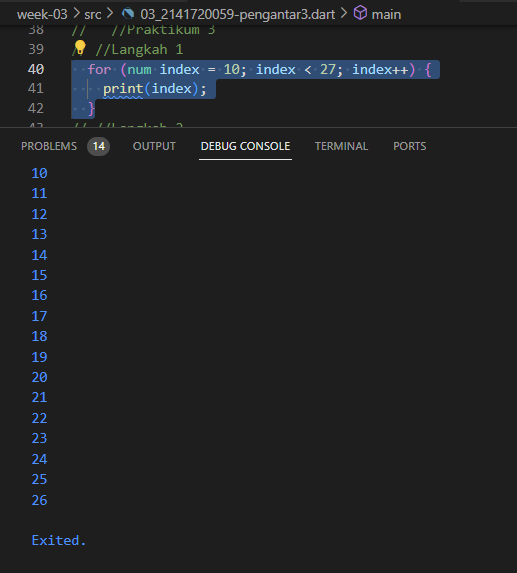 week-03 > src > 03_2141720059-pengantar3.dart > main
38 // //Praktikum 3
39 // //Langkah 1
40 for (num index = 10; index < 27; index++) {
41 print(index);
42 }
43 // //Langkah 2
PROBLEMS 14 OUTPUT DEBUG CONSOLE TERMINAL PORTS
10
11
12
13
14
15
16
17
18
19
20
21
22
23
24
25
26
Exited.